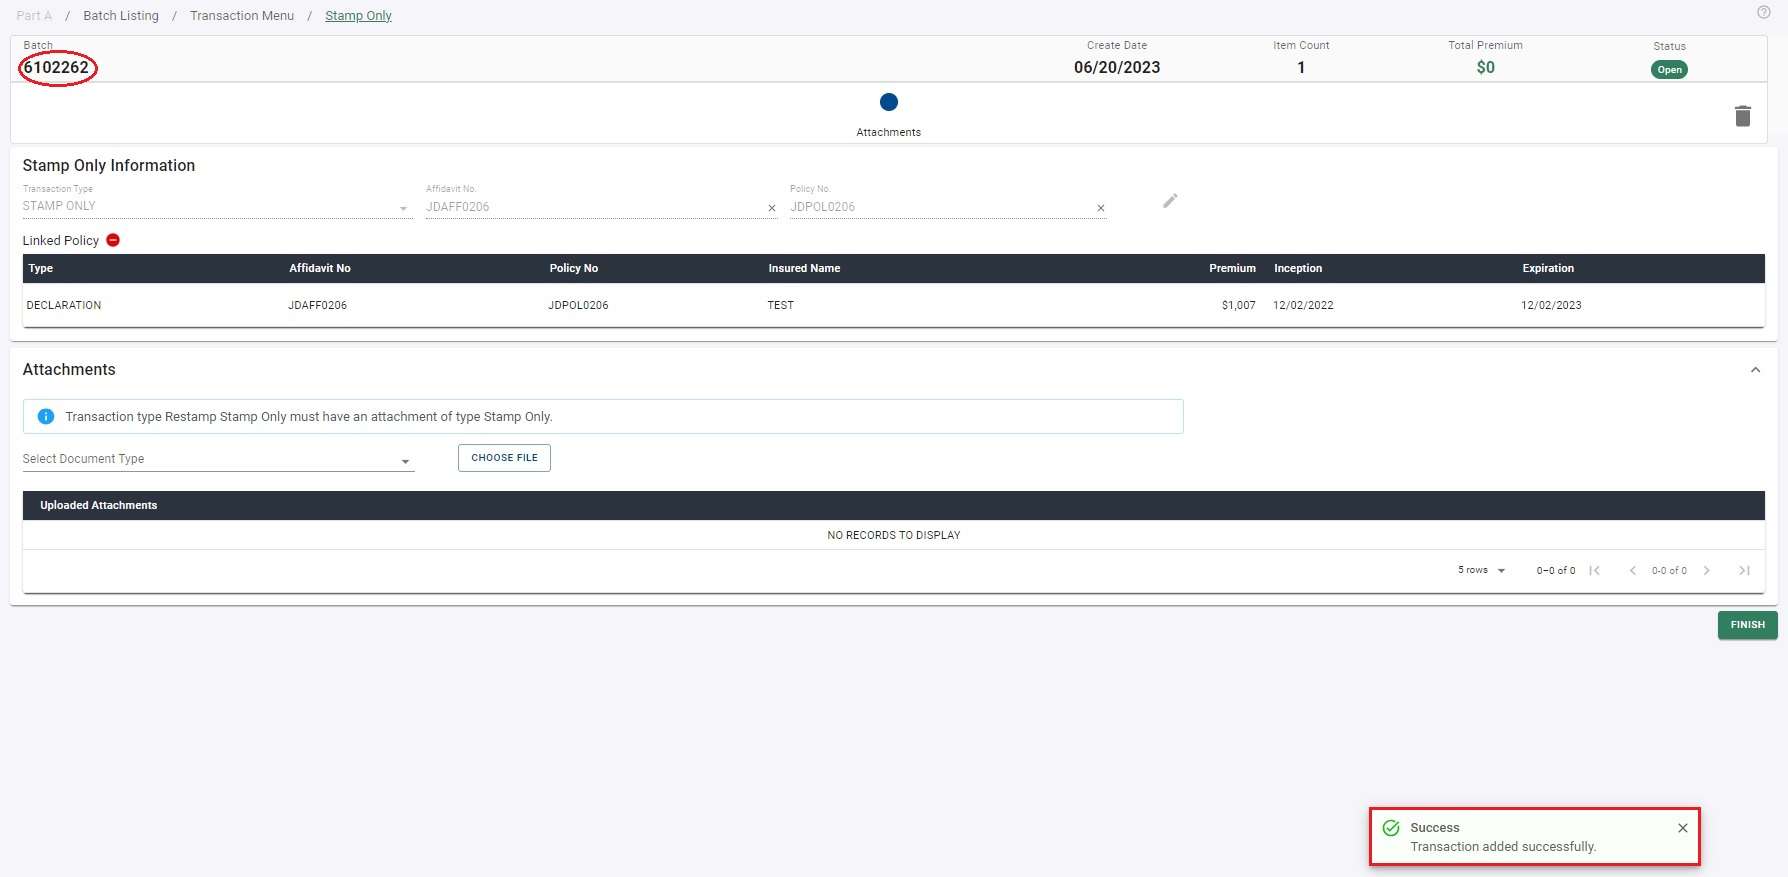 Part A / Batch Listing / Transaction Menu / Stamp Only
Batch Create Date Item Count Total Premium Status
6102262 06/20/2023 1 $0 Open
Attachments
Stamp Only Information
Transaction Type Affidavit No. Policy No.
STAMP ONLY JDAFF0206 JDPOL0206
Linked Policy
Type Affidavit No Policy No Insured Name Premium Inception Expiration
DECLARATION JDAFF0206 JDPOL0206 TEST $1,007 12/02/2022 12/02/2023
Attachments
Transaction type Restamp Stamp Only must have an attachment of type Stamp Only.
Select Document Type CHOOSE FILE
Uploaded Attachments
NO RECORDS TO DISPLAY
5 rows 0–0 of 0 0-0 of 0
FINISH
Success
Transaction added successfully.